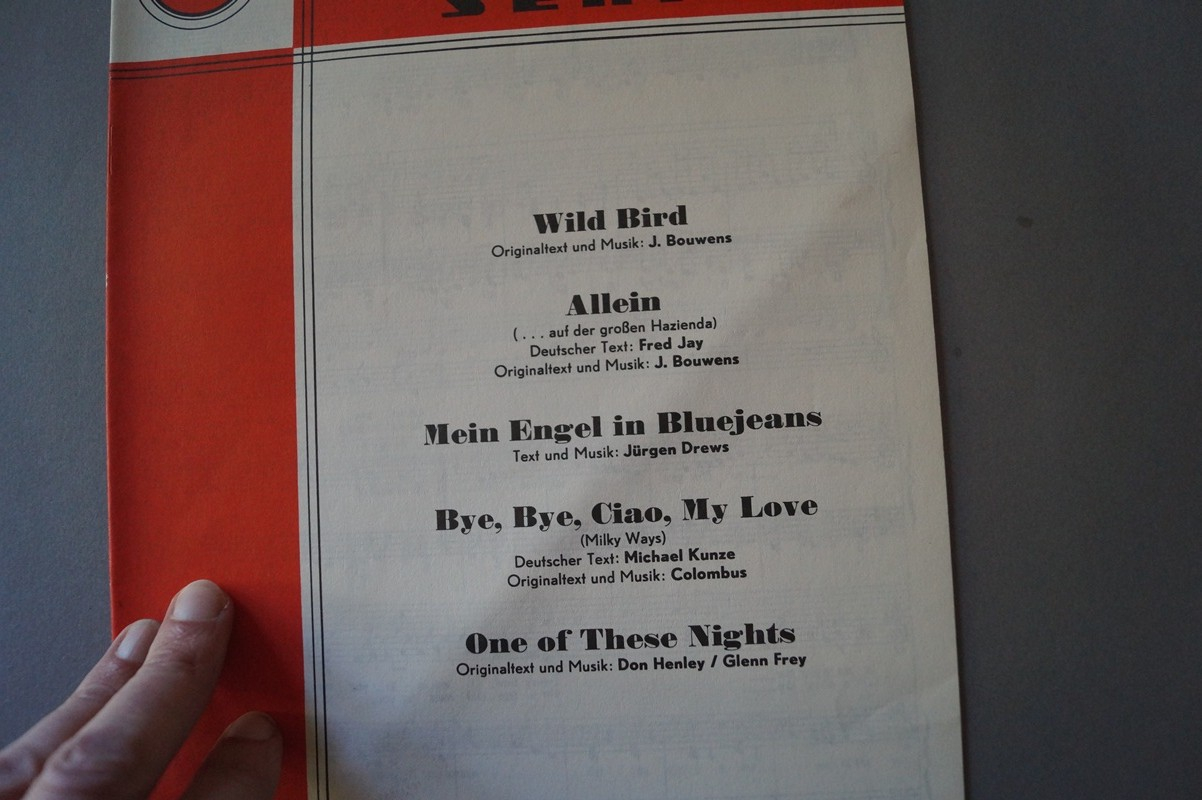 Wild Bird
Originaltext und Musik: J. Bouwens
Allein
(. . . auf der großen Hazienda)
Deutscher Text: Fred Jay
Originaltext und Musik: J. Bouwens
Mein Engel in Bluejeans
Text und Musik: Jürgen Drews
Bye, Bye, Ciao, My Love
(Milky Ways)
Deutscher Text: Michael Kunze
Originaltext und Musik: Colombus
One of These Nights
Originaltext und Musik: Don Henley / Glenn Frey